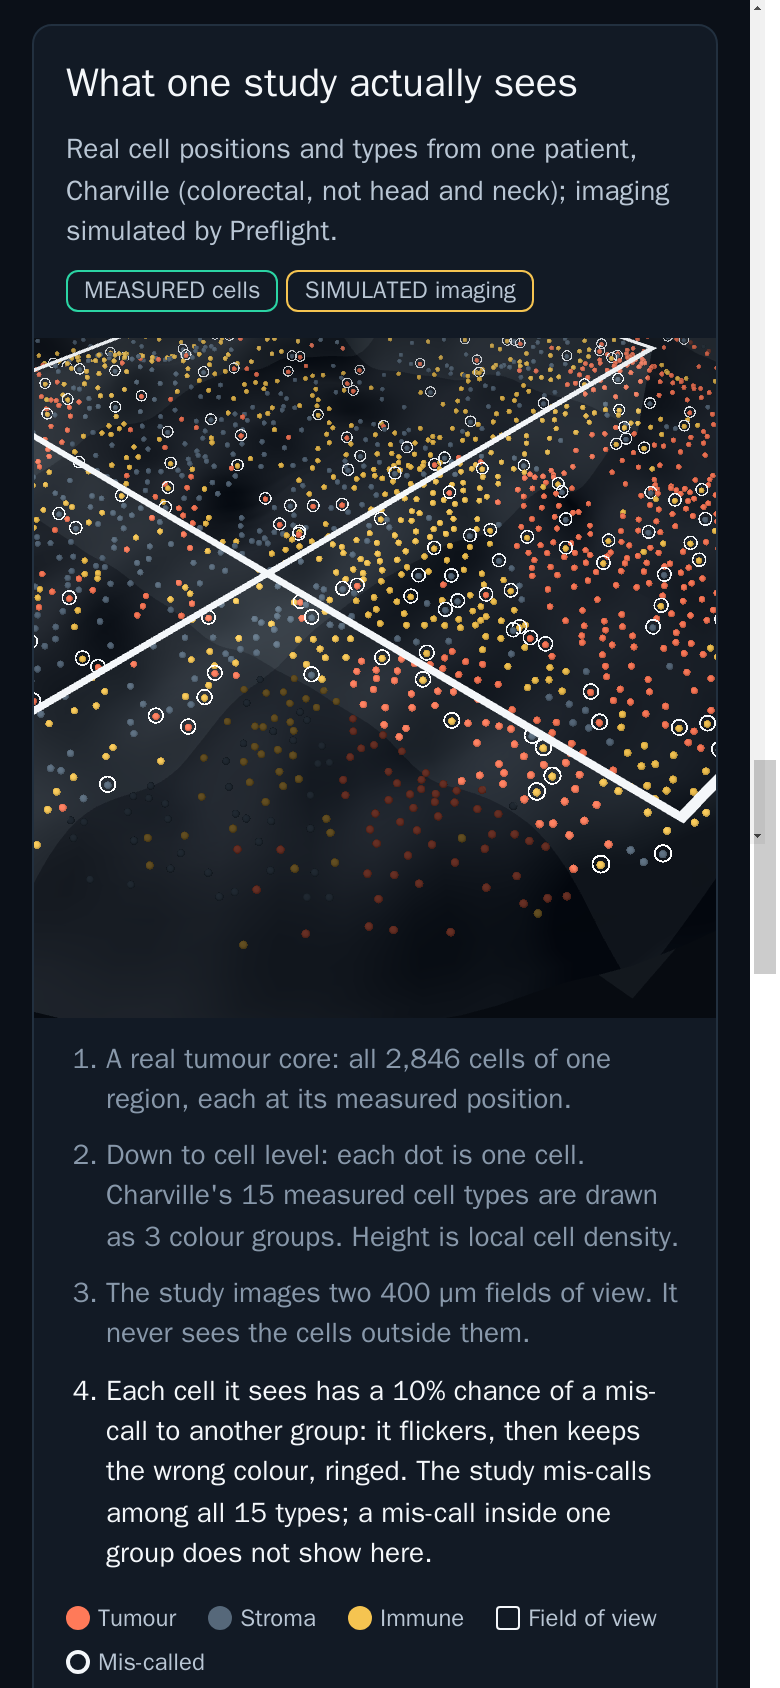 What one study actually sees
Real cell positions and types from one patient,
Charville (colorectal, not head and neck); imaging
simulated by Preflight.
MEASURED cells
SIMULATED imaging
1. A real tumour core: all 2,846 cells of one
region, each at its measured position.
2. Down to cell level: each dot is one cell.
Charville's 15 measured cell types are drawn
as 3 colour groups. Height is local cell density.
3. The study images two 400 µm fields of view. It
never sees the cells outside them.
4. Each cell it sees has a 10% chance of a mis-
call to another group: it flickers, then keeps
the wrong colour, ringed. The study mis-calls
among all 15 types; a mis-call inside one
group does not show here.
Tumour
Stroma
Immune
Field of view
Mis-called